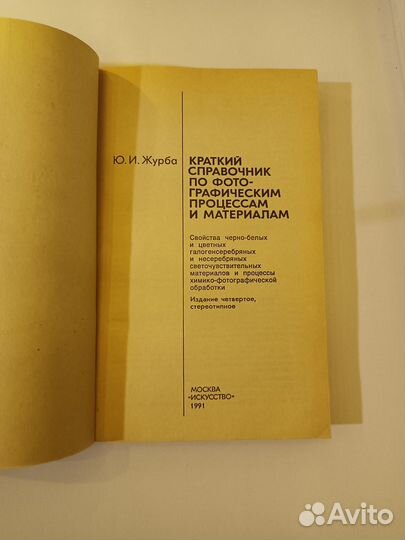 Ю. И. Журба
КРАТКИЙ
СПРАВОЧНИК
ПО ФОТО-
ГРАФИЧЕСКИМ
ПРОЦЕССАМ
И МАТЕРИАЛАМ
Свойства черно-белых
и цветных
галогенсеребряных
и несеребряных
светочувствительных
материалов и процессы
химико-фотографической
обработки
Издание четвертое,
стереотипное
МОСКВА
«ИСКУССТВО»
1991
Avito